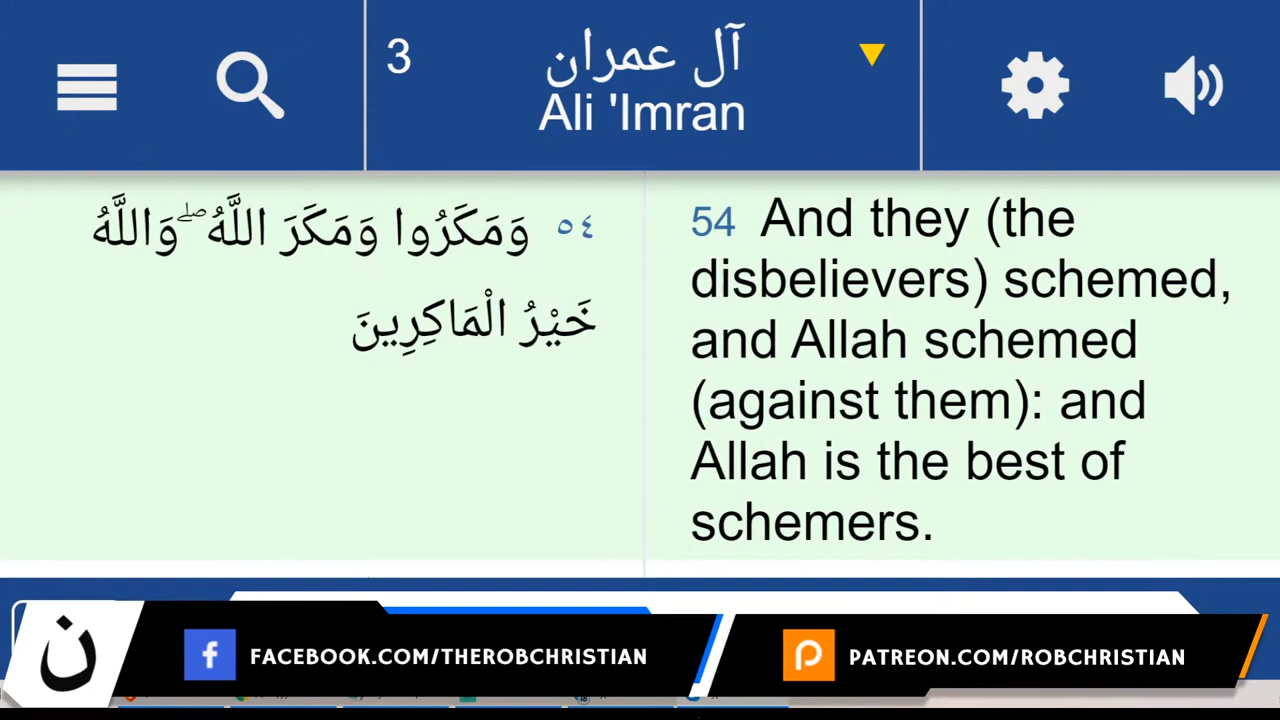 3
آل عمران
Ali 'Imran
٥٤ وَمَكَرُوا وَمَكَرَ اللَّهُ ۖ وَاللَّهُ
خَيْرُ الْمَاكِرِينَ
54 And they (the
disbelievers) schemed,
and Allah schemed
(against them): and
Allah is the best of
schemers.
ن
f FACEBOOK.COM/THEROBCHRISTIAN
PATREON.COM/ROBCHRISTIAN